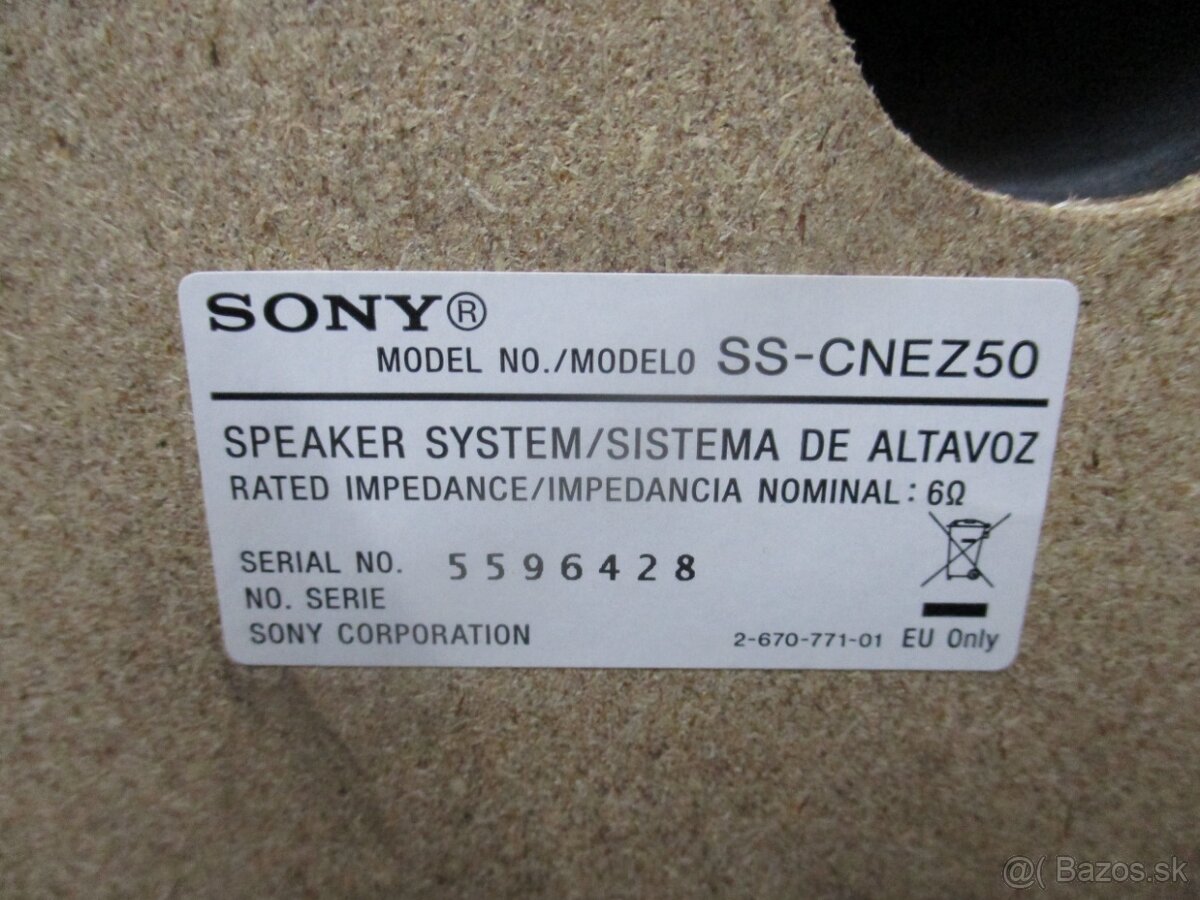 SONY®
MODEL NO./MODELO SS-CNEZ50
SPEAKER SYSTEM/SISTEMA DE ALTAVOZ
RATED IMPEDANCE/IMPEDANCIA NOMINAL: 6Ω
SERIAL NO. 5596428
NO. SERIE
SONY CORPORATION 2-670-771-01 EU Only
@( Bazos.sk